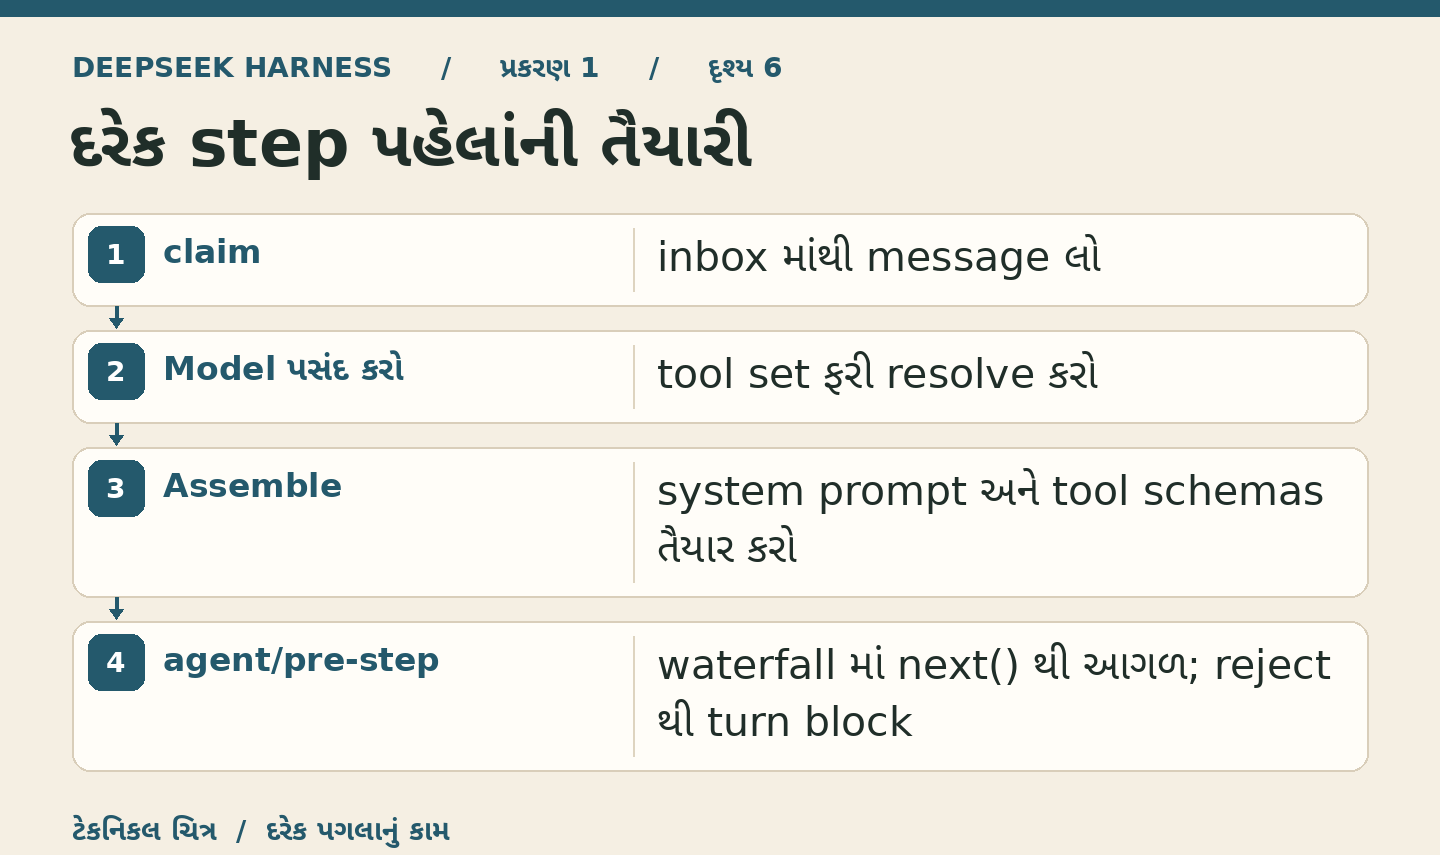 DEEPSEEK HARNESS / પ્રકરણ 1 / દૃશ્ય 6
દરેક step પહેલાંની તૈયારી
1 claim
inbox માંથી message લો
2 Model પસંદ કરો
tool set ફરી resolve કરો
3 Assemble
system prompt અને tool schemas
તૈયાર કરો
4 agent/pre-step
waterfall માં next() થી આગળ; reject
થી turn block
ટેકનિકલ ચિત્ર / દરેક પગલાનું કામ